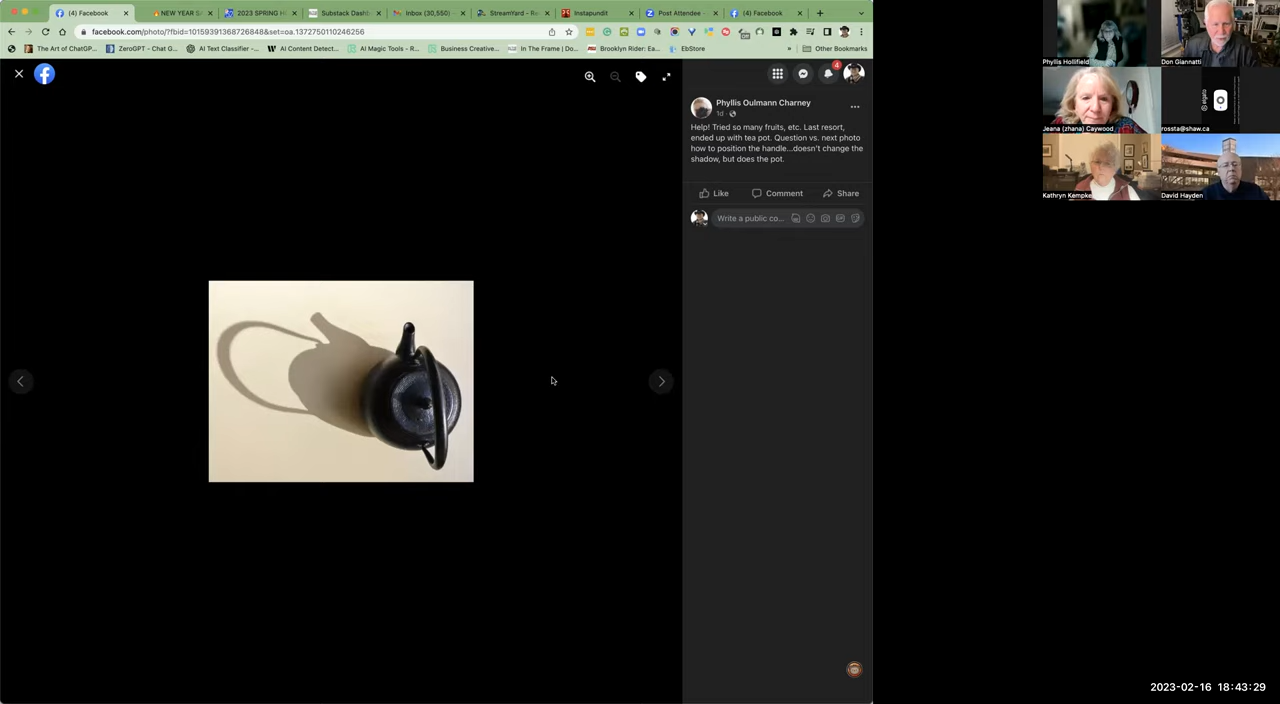 (4) Facebook
🔥NEW YEAR S
2023 SPRING H
Substack Dashb
Inbox (30,550) -
StreamYard - Re
Instapundit
Post Attendee -
(4) Facebook
facebook.com/photo/?fbid=10159391368726848&set=oa.1372750110246256
The Art of ChatGP...
ZeroGPT - Chat G...
AI Text Classifier -...
AI Content Detect...
AI Magic Tools - R...
Business Creative...
In The Frame | Do...
Brooklyn Rider: Ea...
EbStore
»
Other Bookmarks
4
Phyllis Oulmann Charney
1d ·
Help! Tried so many fruits, etc. Last resort,
ended up with tea pot. Question vs. next photo
how to position the handle...doesn't change the
shadow, but does the pot.
Like
Comment
Share
Write a public co...
Phyllis Hollifield
Don Giannatti
Jeana (zhana) Caywood
elgato
rossta@shaw.ca
Kathryn Kempke
David Hayden
2023-02-16 18:43:29